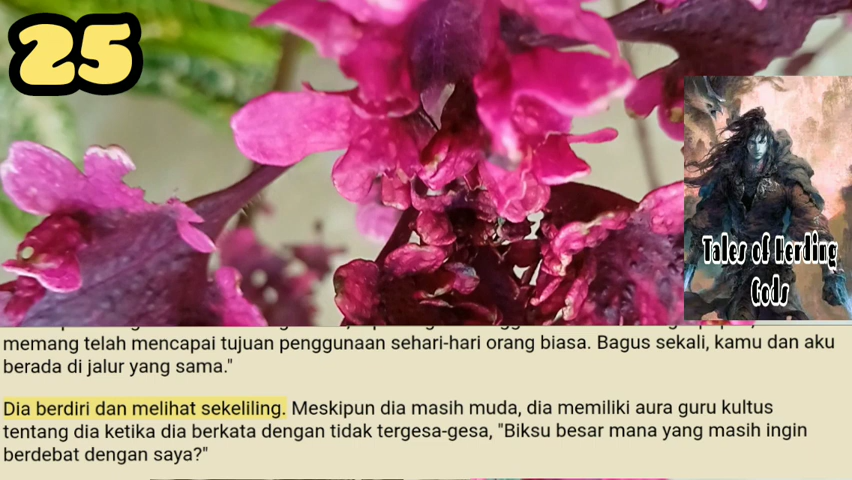 25
Tales of Herding
Gods
memang telah mencapai tujuan penggunaan sehari-hari orang biasa. Bagus sekali, kamu dan aku
berada di jalur yang sama."
Dia berdiri dan melihat sekeliling. Meskipun dia masih muda, dia memiliki aura guru kultus
tentang dia ketika dia berkata dengan tidak tergesa-gesa, "Biksu besar mana yang masih ingin
berdebat dengan saya?"